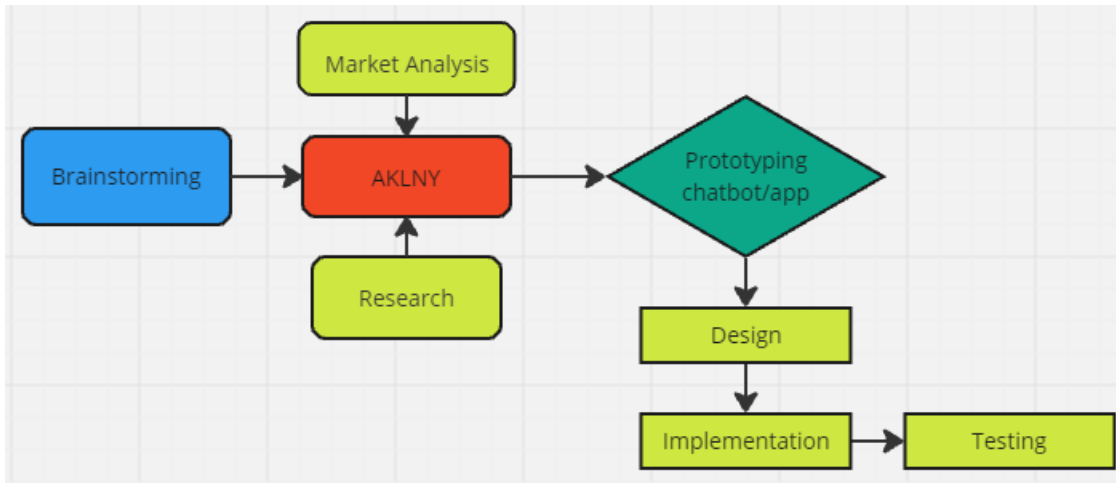 Market Analysis
Brainstorming
AKLNY
Prototyping
chatbot/app
Research
Design
Implementation
Testing